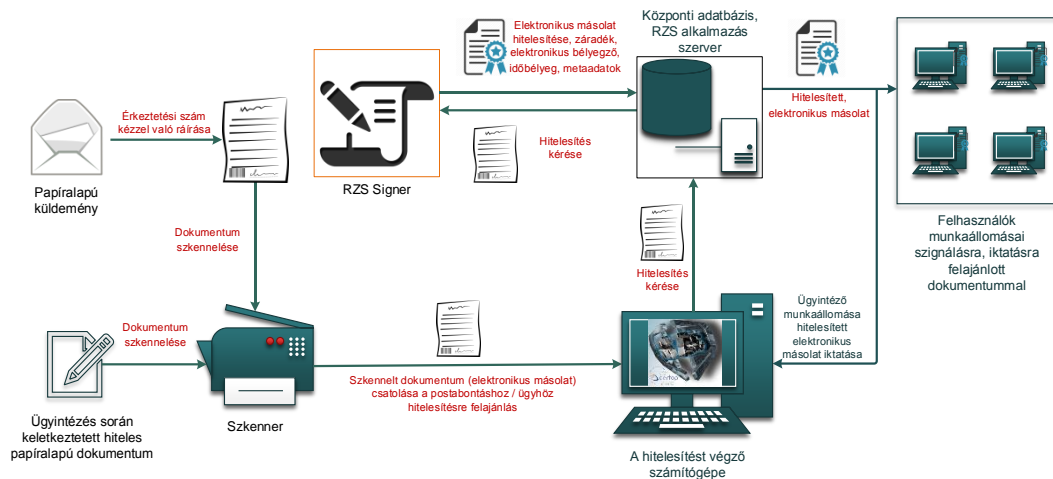 Elektronikus másolat
hitelesítése, záradék,
elektronikus bélyegző,
időbélyeg, metaadatok
Központi adatbázis,
RZS alkalmazás
szerver
Érkeztetési szám
kézzel való ráírása
Hitelesített,
elektronikus másolat
Hitelesítés
kérése
Papíralapú
küldemény
RZS Signer
Felhasználók
munkaállomásai
szignálásra, iktatásra
felajánlott
dokumentummal
Dokumentum
szkennelése
Hitelesítés
kérése
Ügyintéző
munkaállomása
hitelesített
elektronikus
másolat iktatása
Dokumentum
szkennelése
Szkennelt dokumentum (elektronikus másolat)
csatolása a postabontáshoz / ügyhöz
hitelesítésre felajánlás
certop
Ügyintézés során
keletkeztetett hiteles
papíralapú dokumentum
Szkenner
A hitelesítést végző
számítógépe